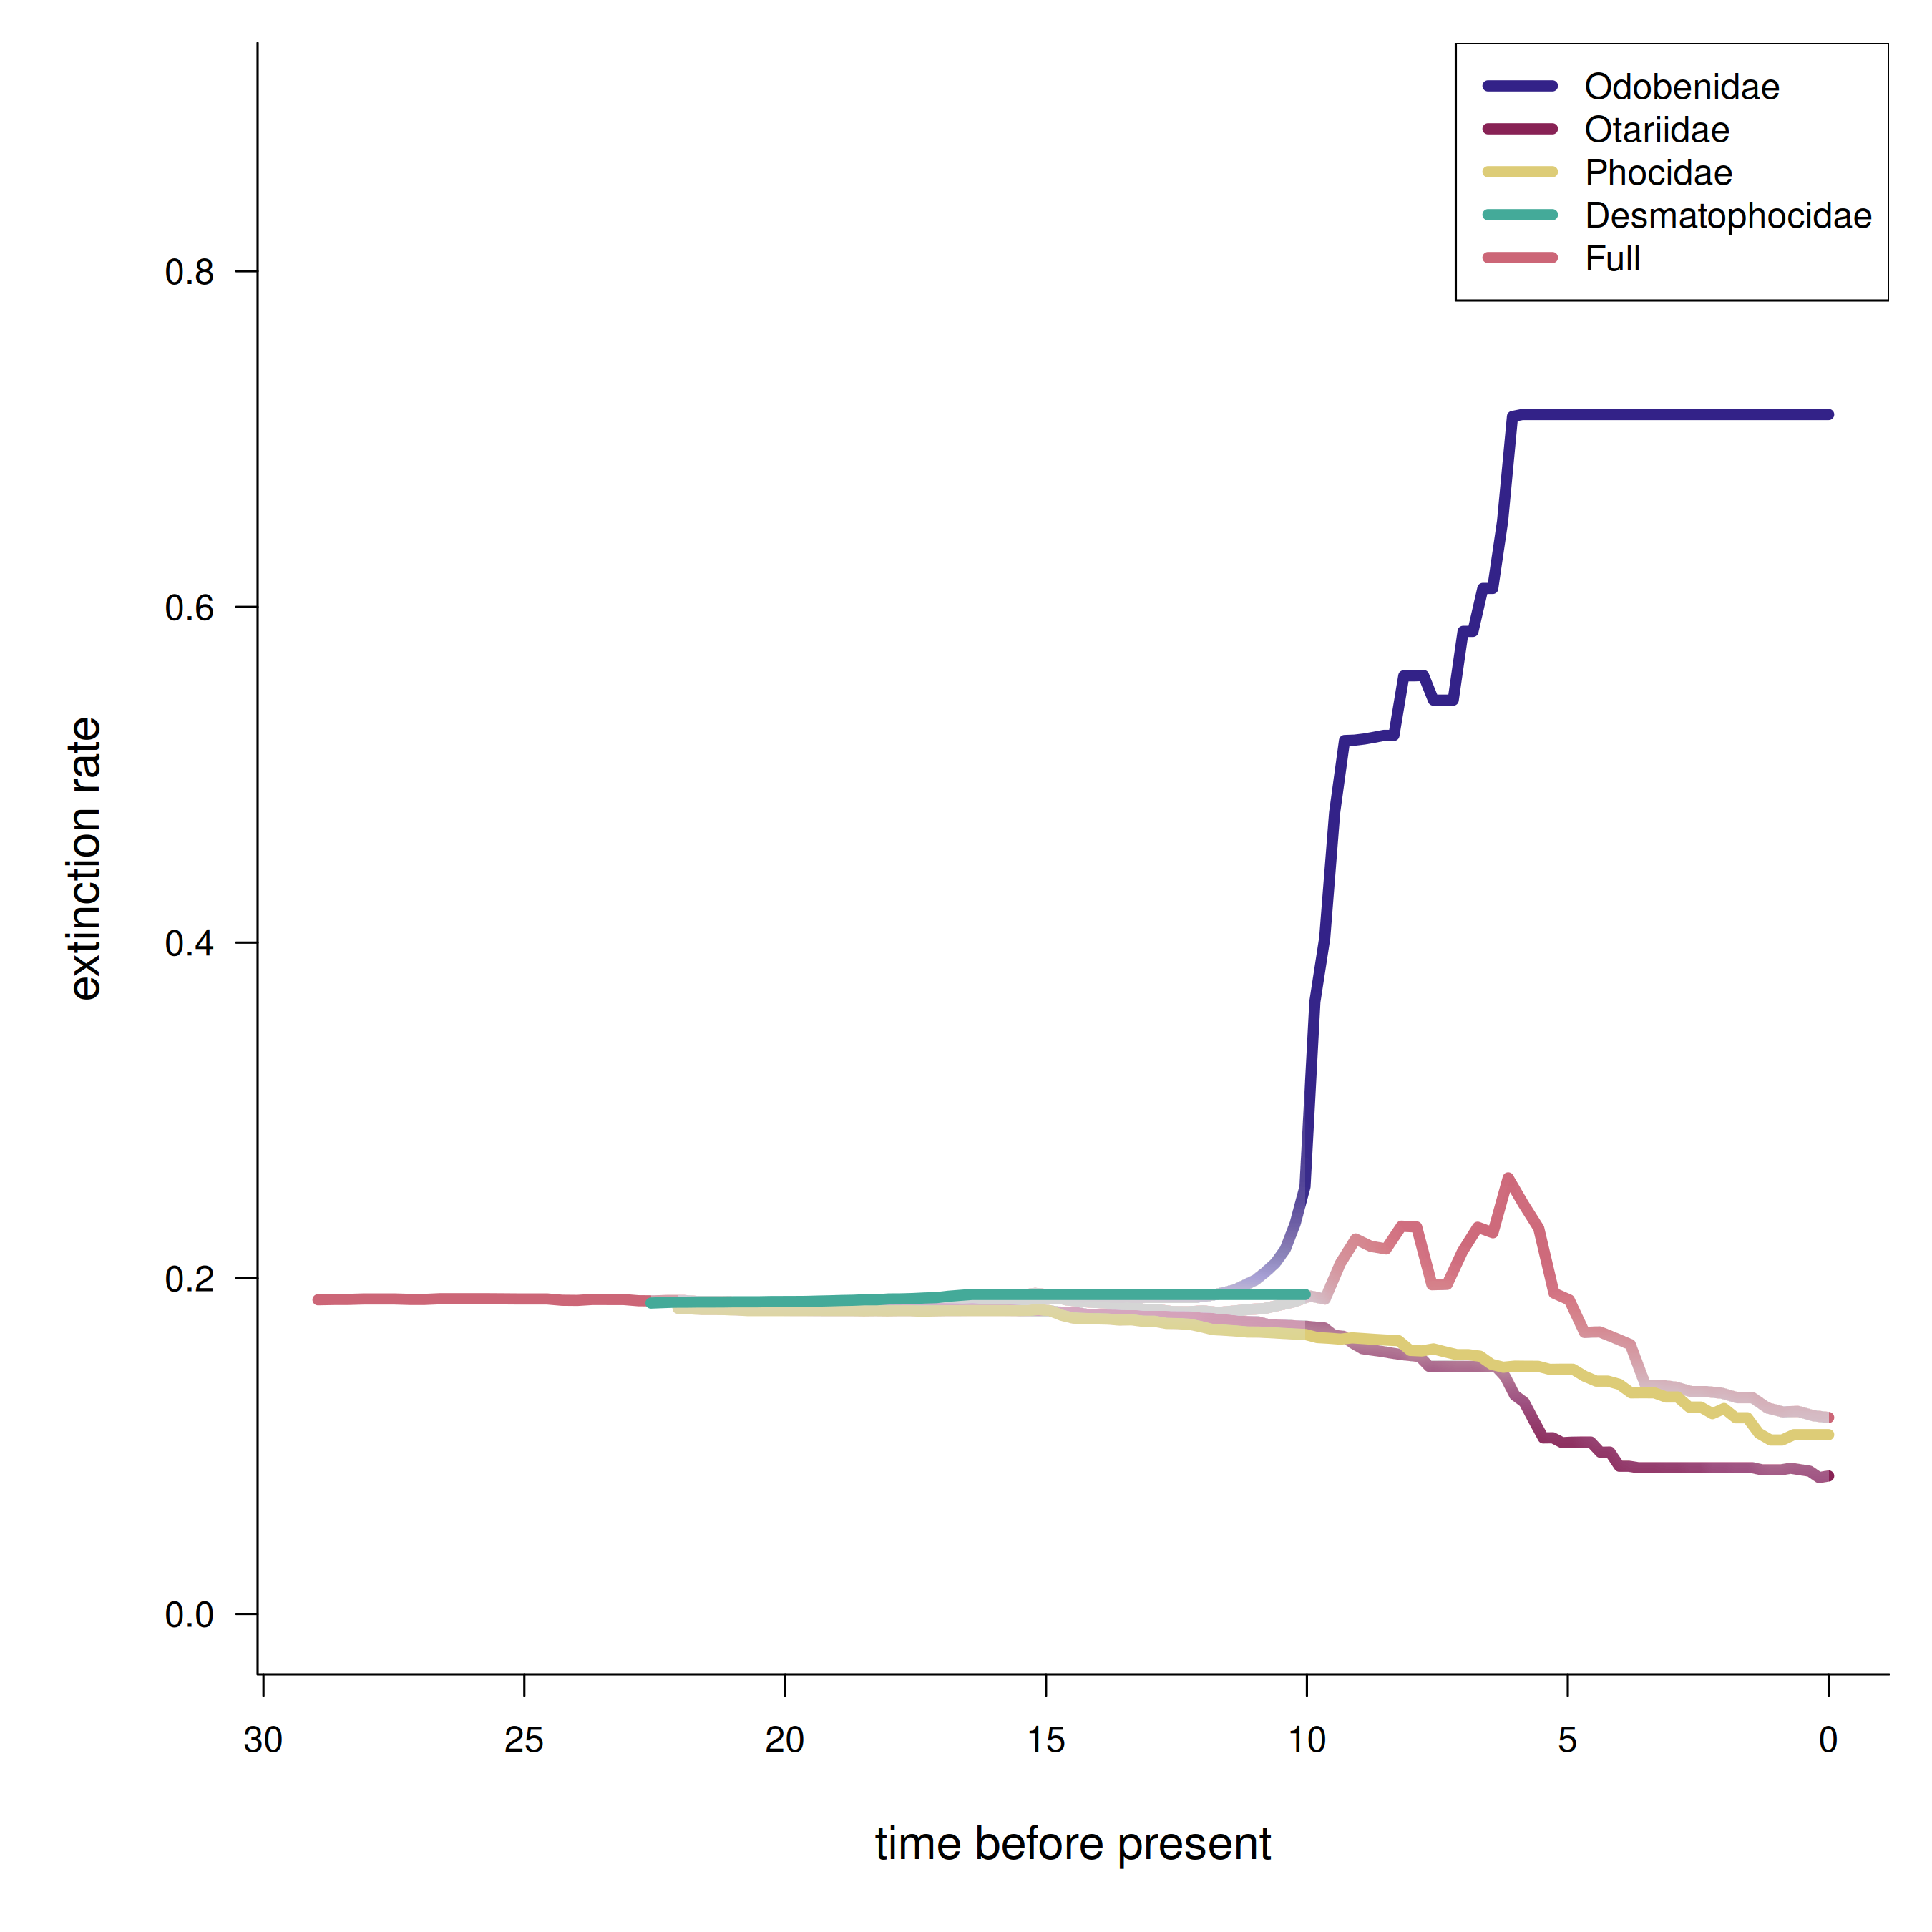 Odobenidae
Otariidae
Phocidae
Desmatophocidae
Full
0.8
0.6
0.4
0.2
0.0
extinction rate
30 25 20 15 10 5 0
time before present